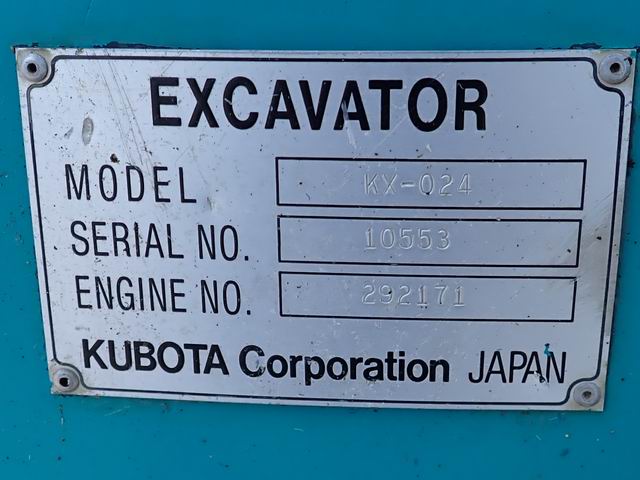 EXCAVATOR
MODEL KX-024
SERIAL NO. 10553
ENGINE NO. 292171
KUBOTA Corporation JAPAN